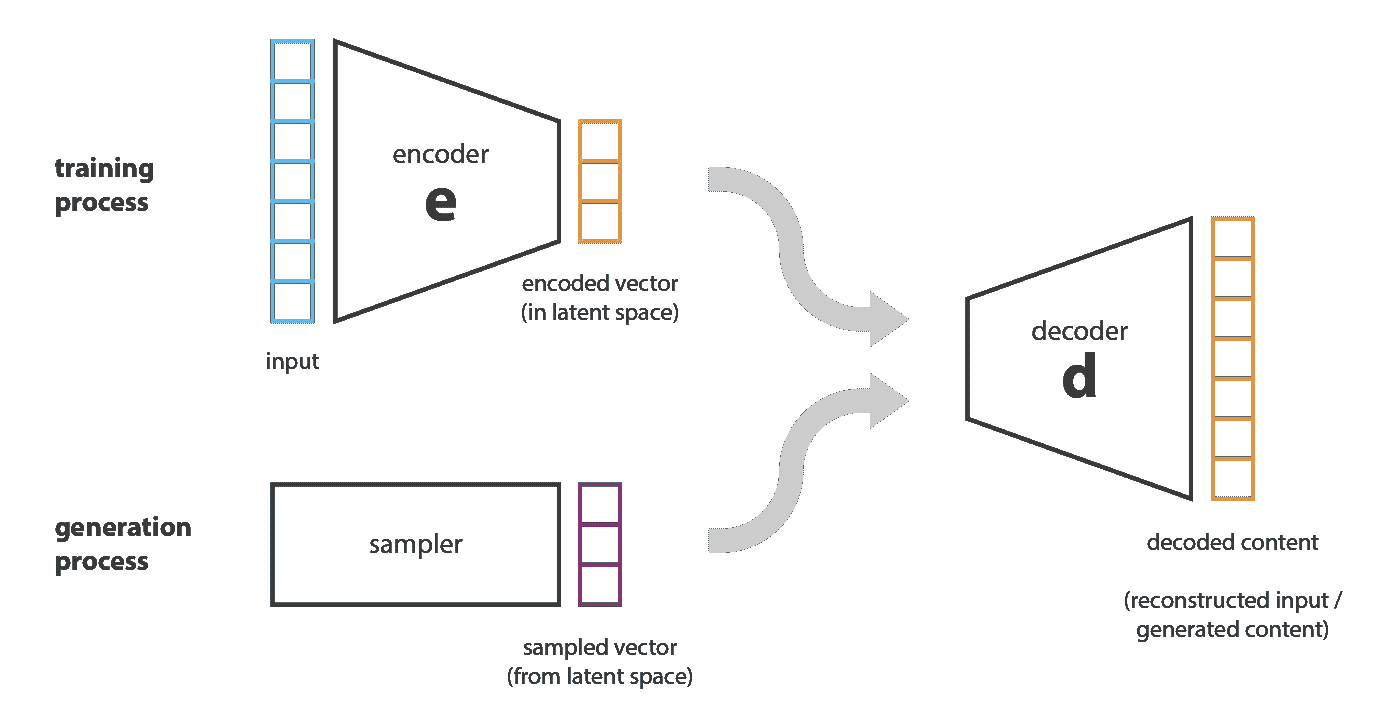 training
process
encoder
e
encoded vector
(in latent space)
input
decoder
d
generation
process
sampler
sampled vector
(from latent space)
decoded content
(reconstructed input /
generated content)